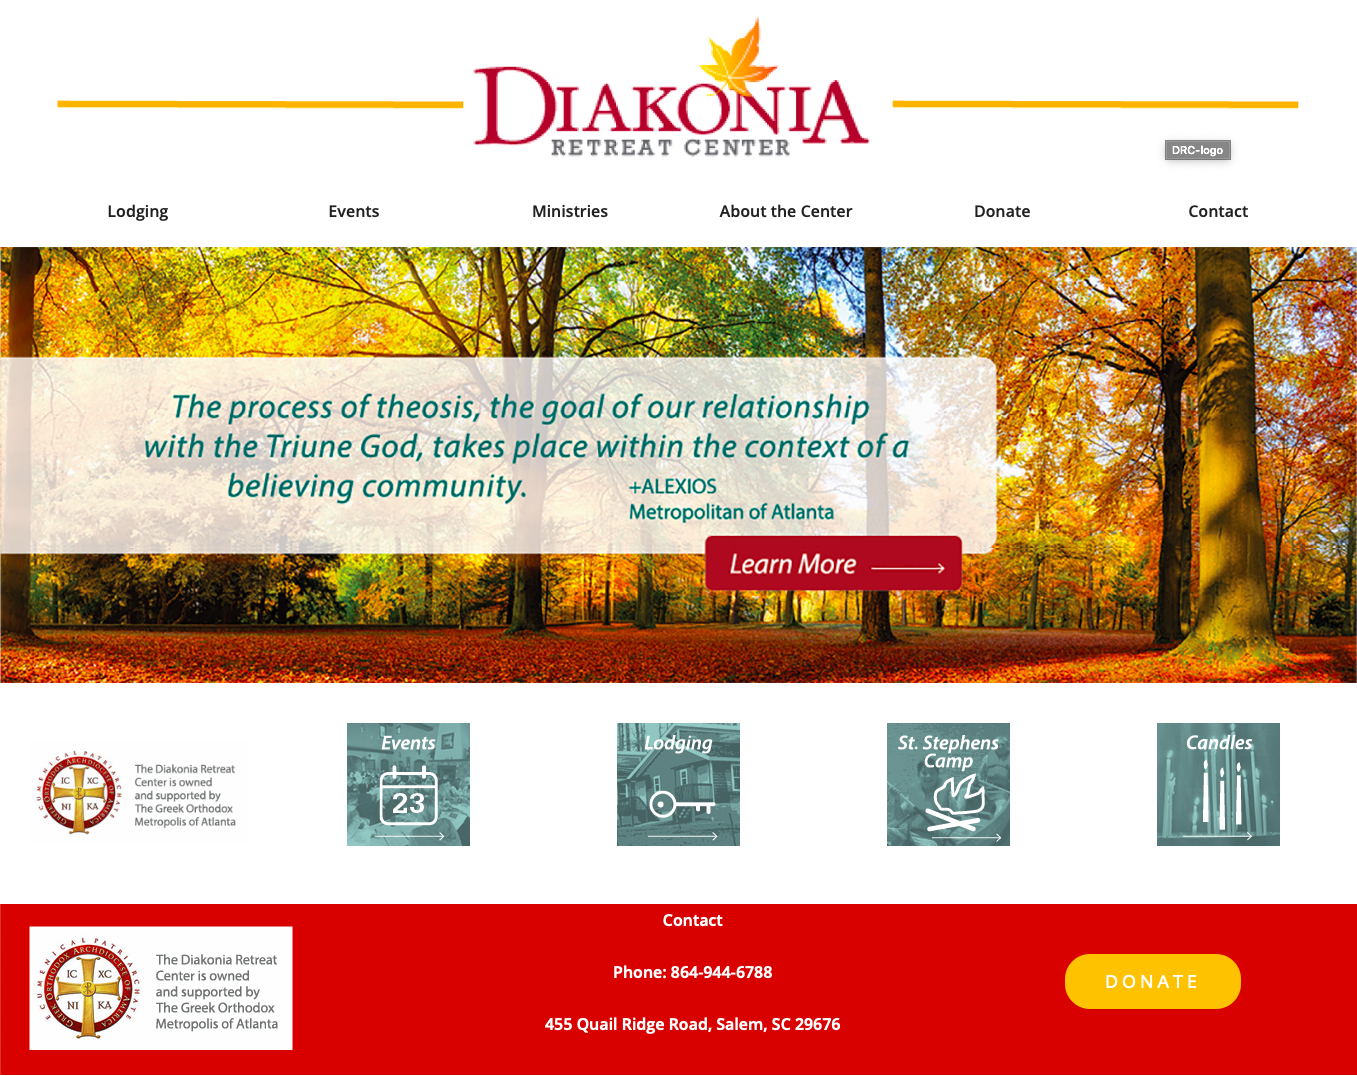 DIAKONIA
RETREAT CENTER
DRC-logo
Lodging
Events
Ministries
About the Center
Donate
Contact
The process of theosis, the goal of our relationship
with the Triune God, takes place within the context of a
believing community.
+ALEXIOS
Metropolitan of Atlanta
Learn More
ECUMENICAL PATRIARCHATE
GREEK ORTHODOX ARCHDIOCESE OF AMERICA
IC XC
NI KA
The Diakonia Retreat
Center is owned
and supported by
The Greek Orthodox
Metropolis of Atlanta
Events
23
Lodging
St. Stephens
Camp
Candles
ECUMENICAL PATRIARCHATE
GREEK ORTHODOX ARCHDIOCESE OF AMERICA
IC XC
NI KA
The Diakonia Retreat
Center is owned
and supported by
The Greek Orthodox
Metropolis of Atlanta
Contact
Phone: 864-944-6788
455 Quail Ridge Road, Salem, SC 29676
DONATE